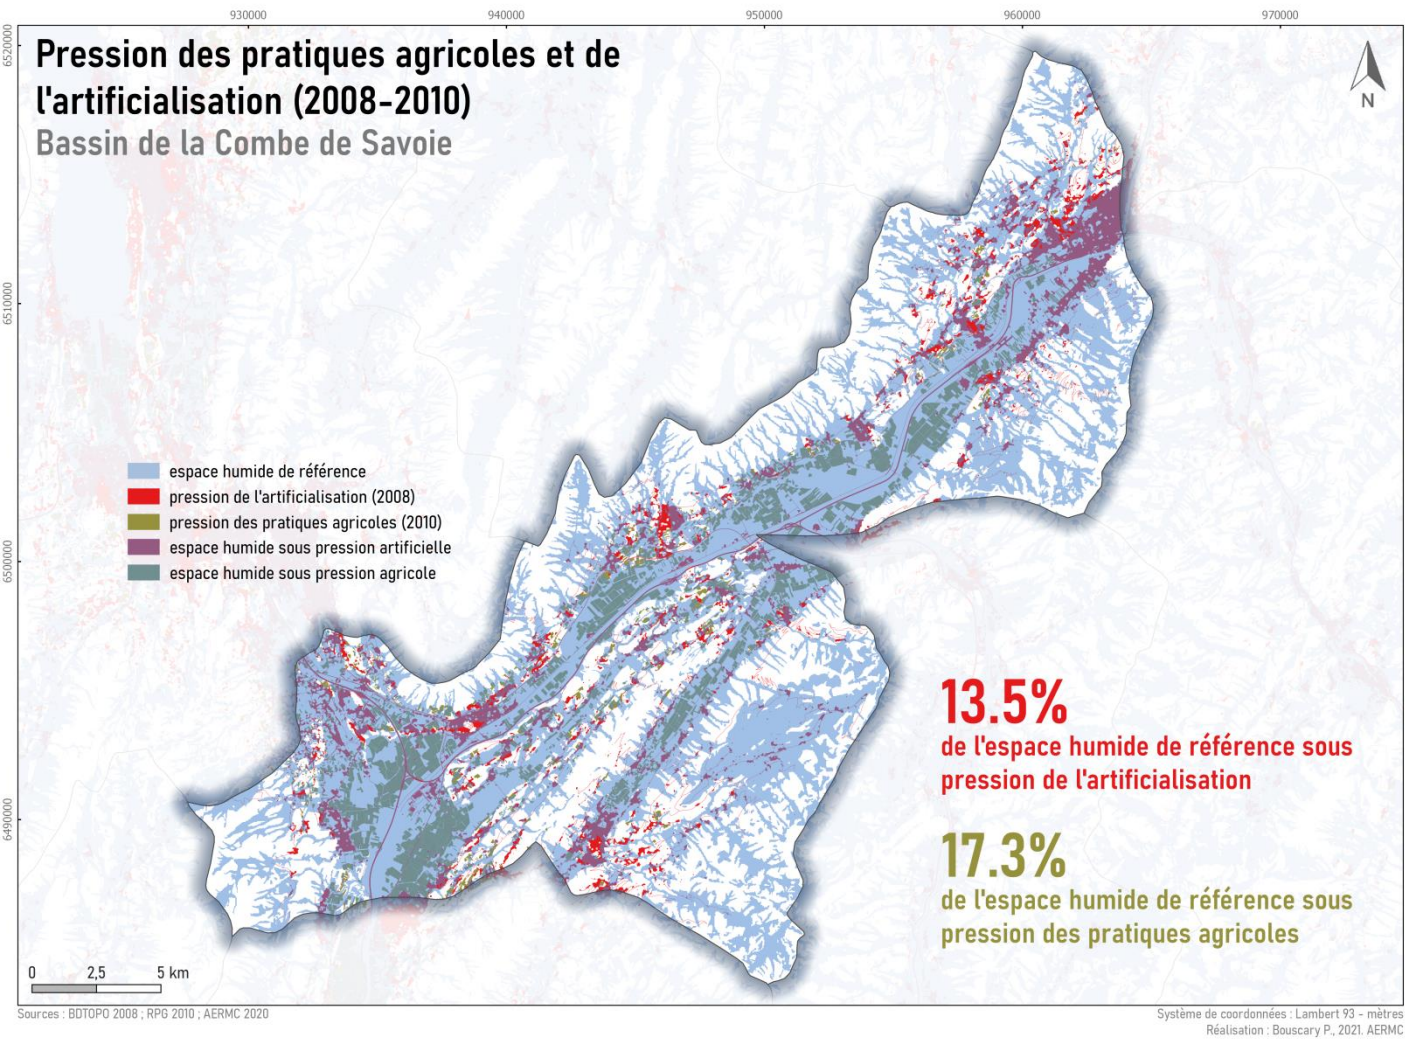 930000
940000
950000
960000
970000
6520000
6510000
6500000
6490000
Pression des pratiques agricoles et de
l'artificialisation (2008-2010)
Bassin de la Combe de Savoie
N
espace humide de référence
pression de l'artificialisation (2008)
pression des pratiques agricoles (2010)
espace humide sous pression artificielle
espace humide sous pression agricole
13.5%
de l'espace humide de référence sous
pression de l'artificialisation
17.3%
de l'espace humide de référence sous
pression des pratiques agricoles
0 2,5 5 km
Sources : BDTOPO 2008 ; RPG 2010 ; AERMC 2020
Système de coordonnées : Lambert 93 - mètres
Réalisation : Bouscary P., 2021. AERMC